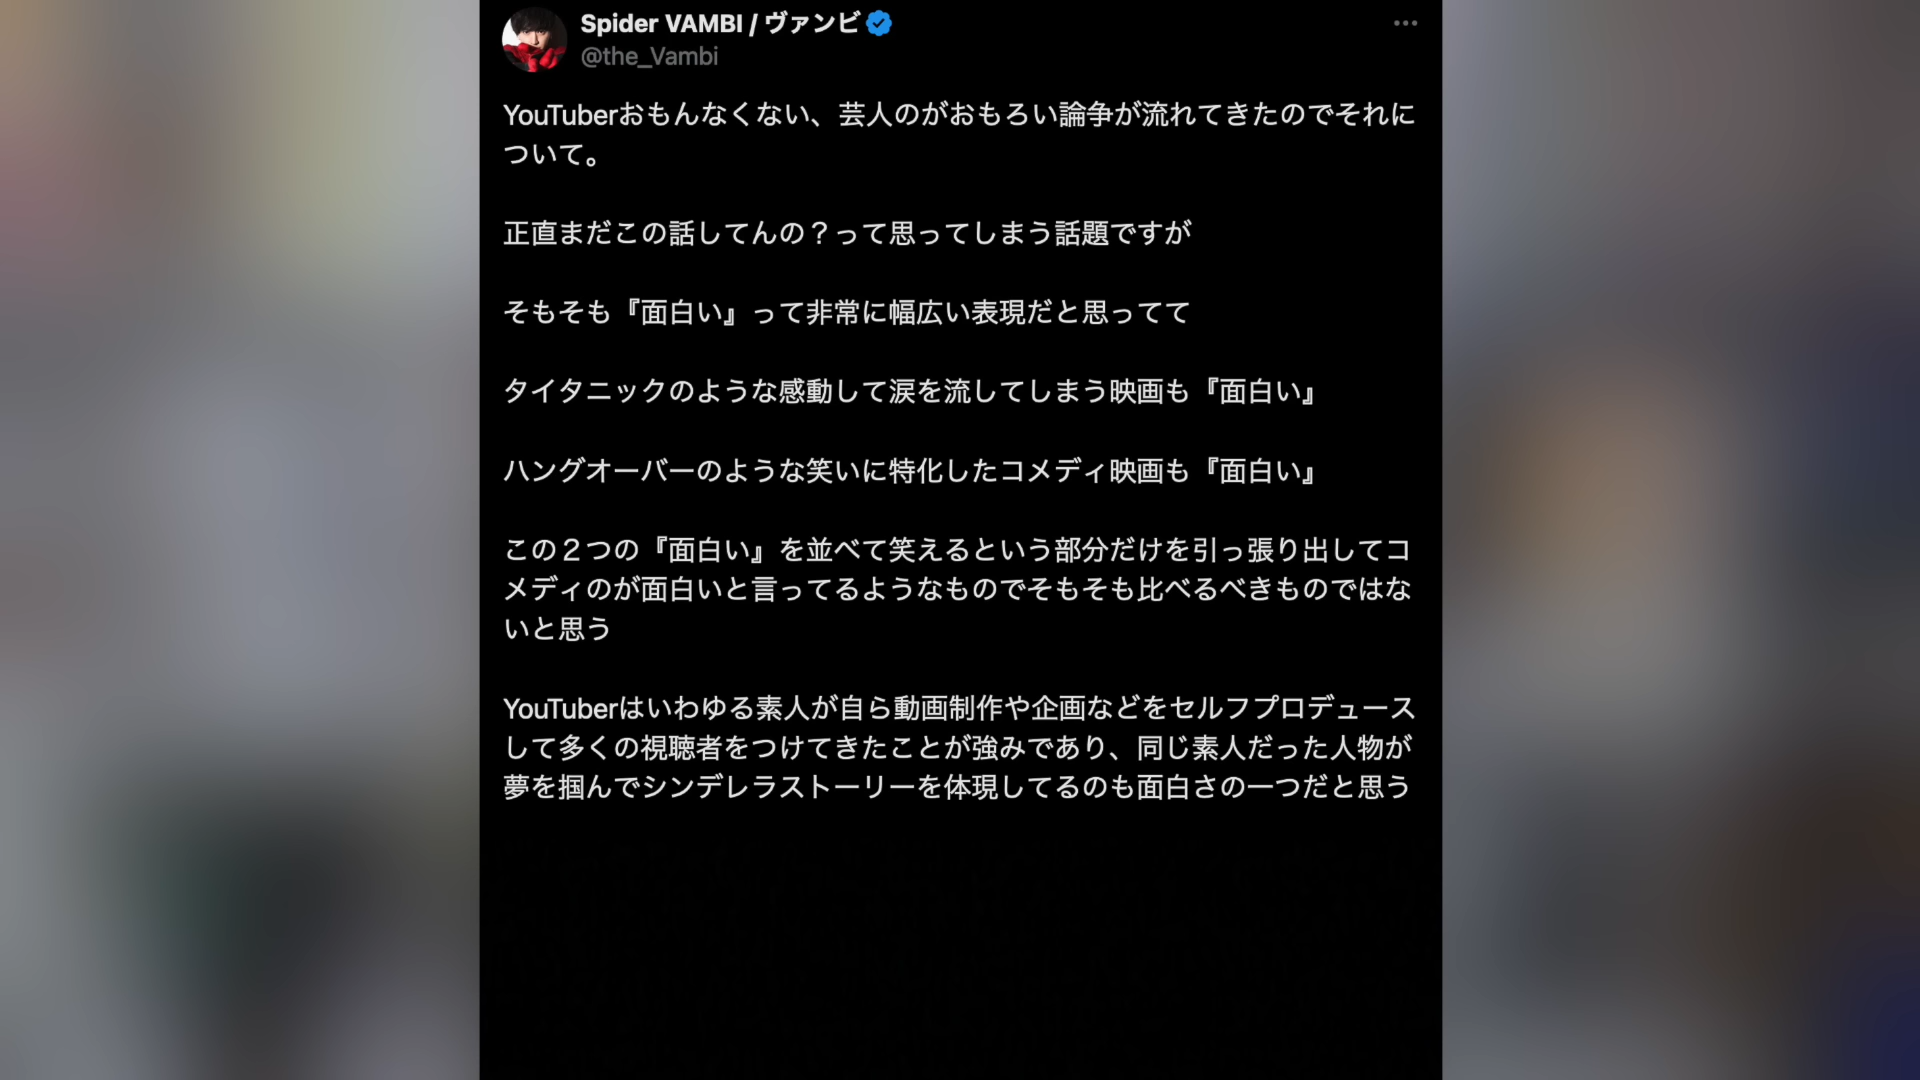 Spider VAMBI / ヴァンビ
@the_Vambi
YouTuberおもんなくない、芸人のがおもろい論争が流れてきたのでそれに
ついて。
正直まだこの話してんの？って思ってしまう話題ですが
そもそも『面白い』って非常に幅広い表現だと思ってて
タイタニックのような感動して涙を流してしまう映画も『面白い』
ハングオーバーのような笑いに特化したコメディ映画も『面白い』
この２つの『面白い』を並べて笑えるという部分だけを引っ張り出してコ
メディのが面白いと言ってるようなものでそもそも比べるべきものではな
いと思う
YouTuberはいわゆる素人が自ら動画制作や企画などをセルフプロデュース
して多くの視聴者をつけてきたことが強みであり、同じ素人だった人物が
夢を掴んでシンデレラストーリーを体現してるのも面白さの一つだと思う